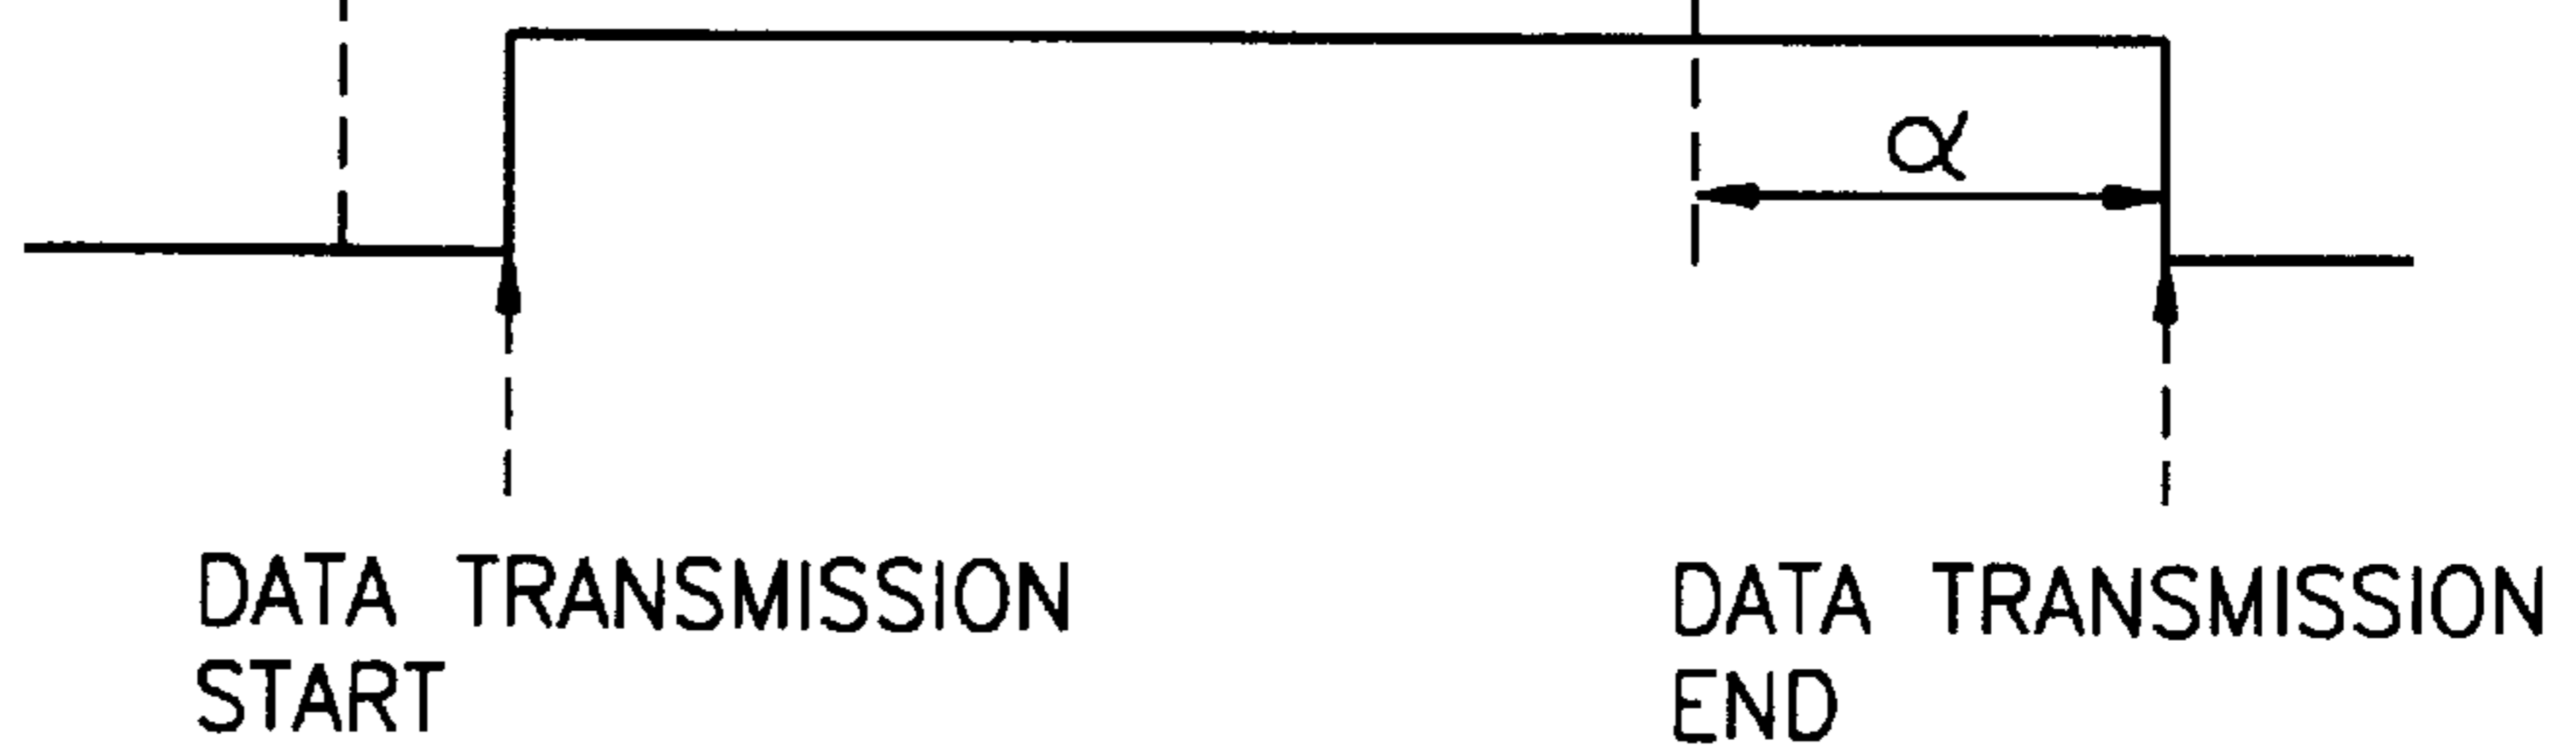 α
DATA TRANSMISSION
START
DATA TRANSMISSION
END